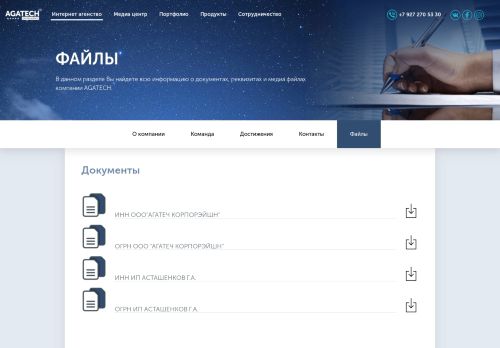 AGATECH
Интернет агенство
Медиа центр
Портфолио
Продукты
Сотрудничество
+7 927 270 53 30
ФАЙЛЫ
В данном разделе Вы найдете всю информацию о документах, реквизитах и медиа файлах
компании AGATECH.
О компании
Команда
Достижения
Контакты
Файлы
Документы
ИНН ООО"АГАТЕЧ КОРПОРЭЙШН"
ОГРН ООО "АГАТЕЧ КОРПОРЭЙШН"
ИНН ИП АСТАШЕНКОВ Г.А.
ОГРН ИП АСТАШЕНКОВ Г.А.